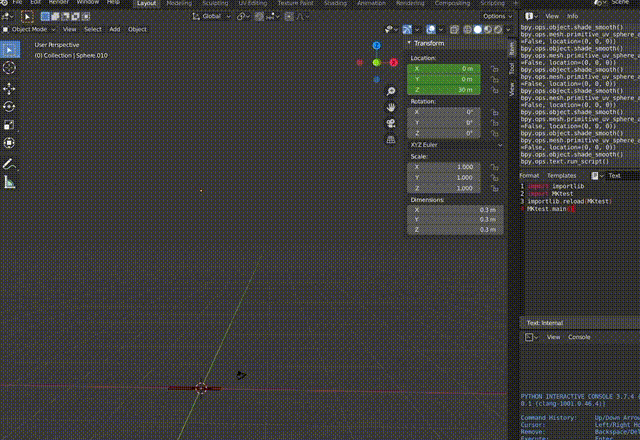 File Edit Render Window Help
Layout Modeling Sculpting UV Editing Texture Paint Shading Animation Rendering Compositing Scripting
Scene
Global
Options
Object Mode View Select Add Object
User Perspective
(0) Collection | Sphere.010
Transform
Location:
X 0 m
Y 0 m
Z 30 m
Rotation:
X 0°
Y 0°
Z 0°
XYZ Euler
Scale:
X 1.000
Y 1.000
Z 1.000
Dimensions:
X 0.3 m
Y 0.3 m
Z 0.3 m
Item
Tool
View
View Info
bpy.ops.object.shade_smooth()
bpy.ops.mesh.primitive_uv_sphere_
=False, location=(0, 0, 0))
bpy.ops.object.shade_smooth()
bpy.ops.mesh.primitive_uv_sphere_
=False, location=(0, 0, 0))
bpy.ops.object.shade_smooth()
bpy.ops.mesh.primitive_uv_sphere_
=False, location=(0, 0, 0))
bpy.ops.object.shade_smooth()
bpy.ops.mesh.primitive_uv_sphere_
=False, location=(0, 0, 0))
bpy.ops.object.shade_smooth()
bpy.ops.mesh.primitive_uv_sphere_
=False, location=(0, 0, 0))
bpy.ops.object.shade_smooth()
bpy.ops.text.run_script()
Format Templates Text
1 import importlib
2 import MKtest
3 importlib.reload(MKtest)
4 MKtest.main()
Text: Internal
View Console
PYTHON INTERACTIVE CONSOLE 3.7.4 (
0.1 (clang-1001.0.46.4)]
Command History: Up/Down Arrow
Cursor: Left/Right Ho
Remove: Backspace/Del
Execute: Enter